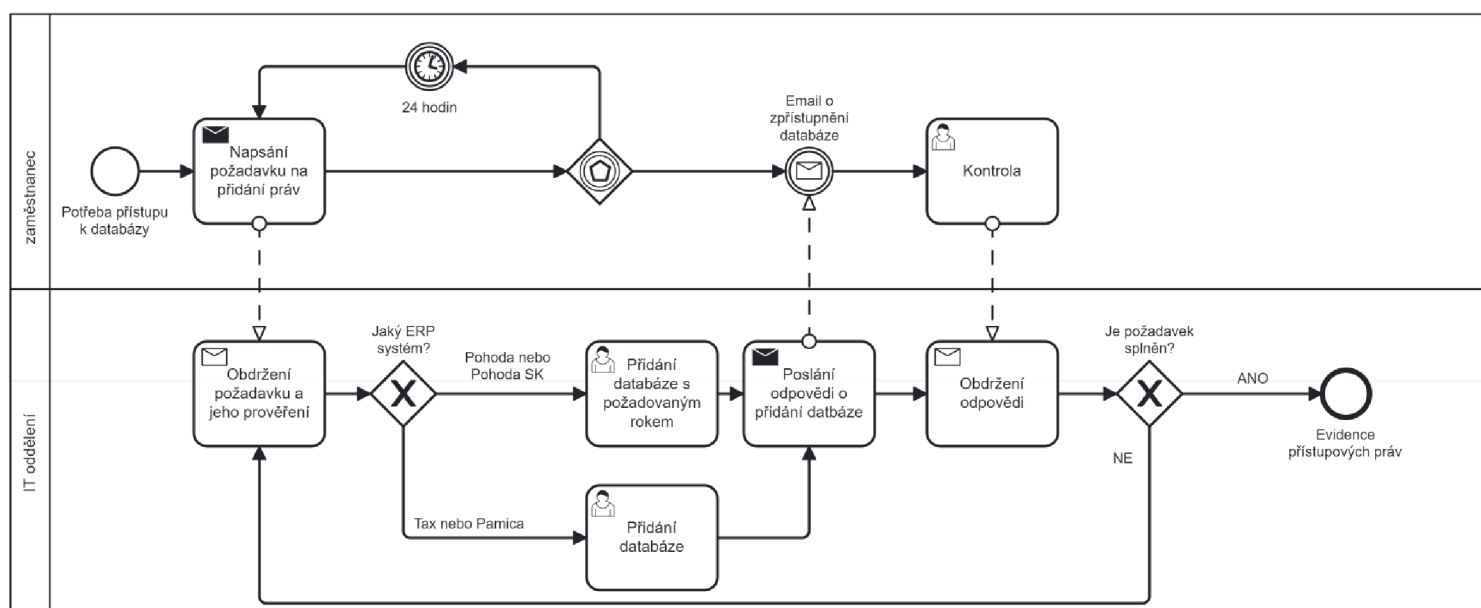 zaměstnanec
24 hodin
Potřeba přístupu
k databázy
Napsání
požadavku na
přidání práv
Email o
zpřístupnění
databáze
Kontrola
IT oddělení
Obdržení
požadavku a
jeho prověření
Jaký ERP
systém?
Pohoda nebo
Pohoda SK
Přidání
databáze s
požadovaným
rokem
Poslání
odpovědi o
přidání datbáze
Obdržení
odpovědi
Je požadavek
splněn?
ANO
Evidence
přístupových práv
NE
Tax nebo Pamica
Přidání
databáze